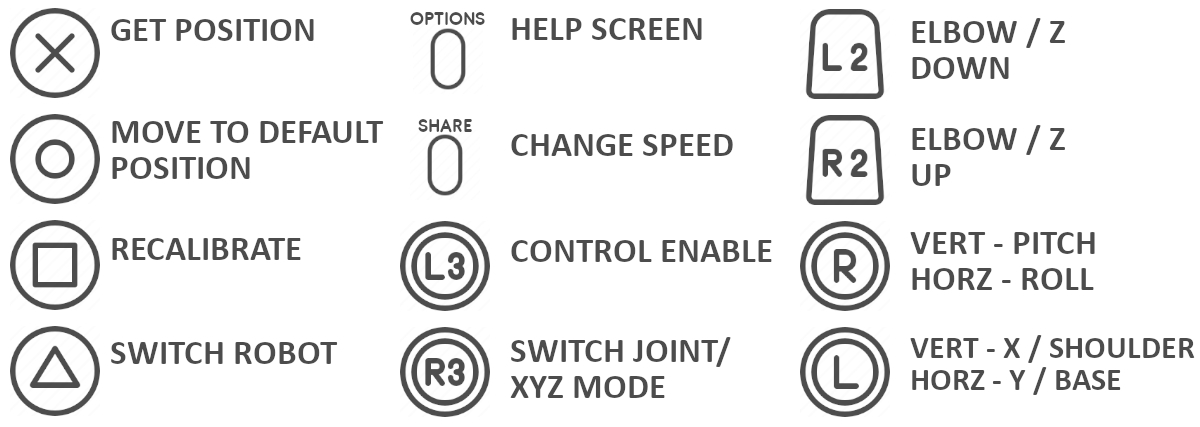 GET POSITION
MOVE TO DEFAULT
POSITION
RECALIBRATE
SWITCH ROBOT
OPTIONS
HELP SCREEN
SHARE
CHANGE SPEED
L3
CONTROL ENABLE
R3
SWITCH JOINT/
XYZ MODE
L2
ELBOW / Z
DOWN
R2
ELBOW / Z
UP
R
VERT - PITCH
HORZ - ROLL
L
VERT - X / SHOULDER
HORZ - Y / BASE